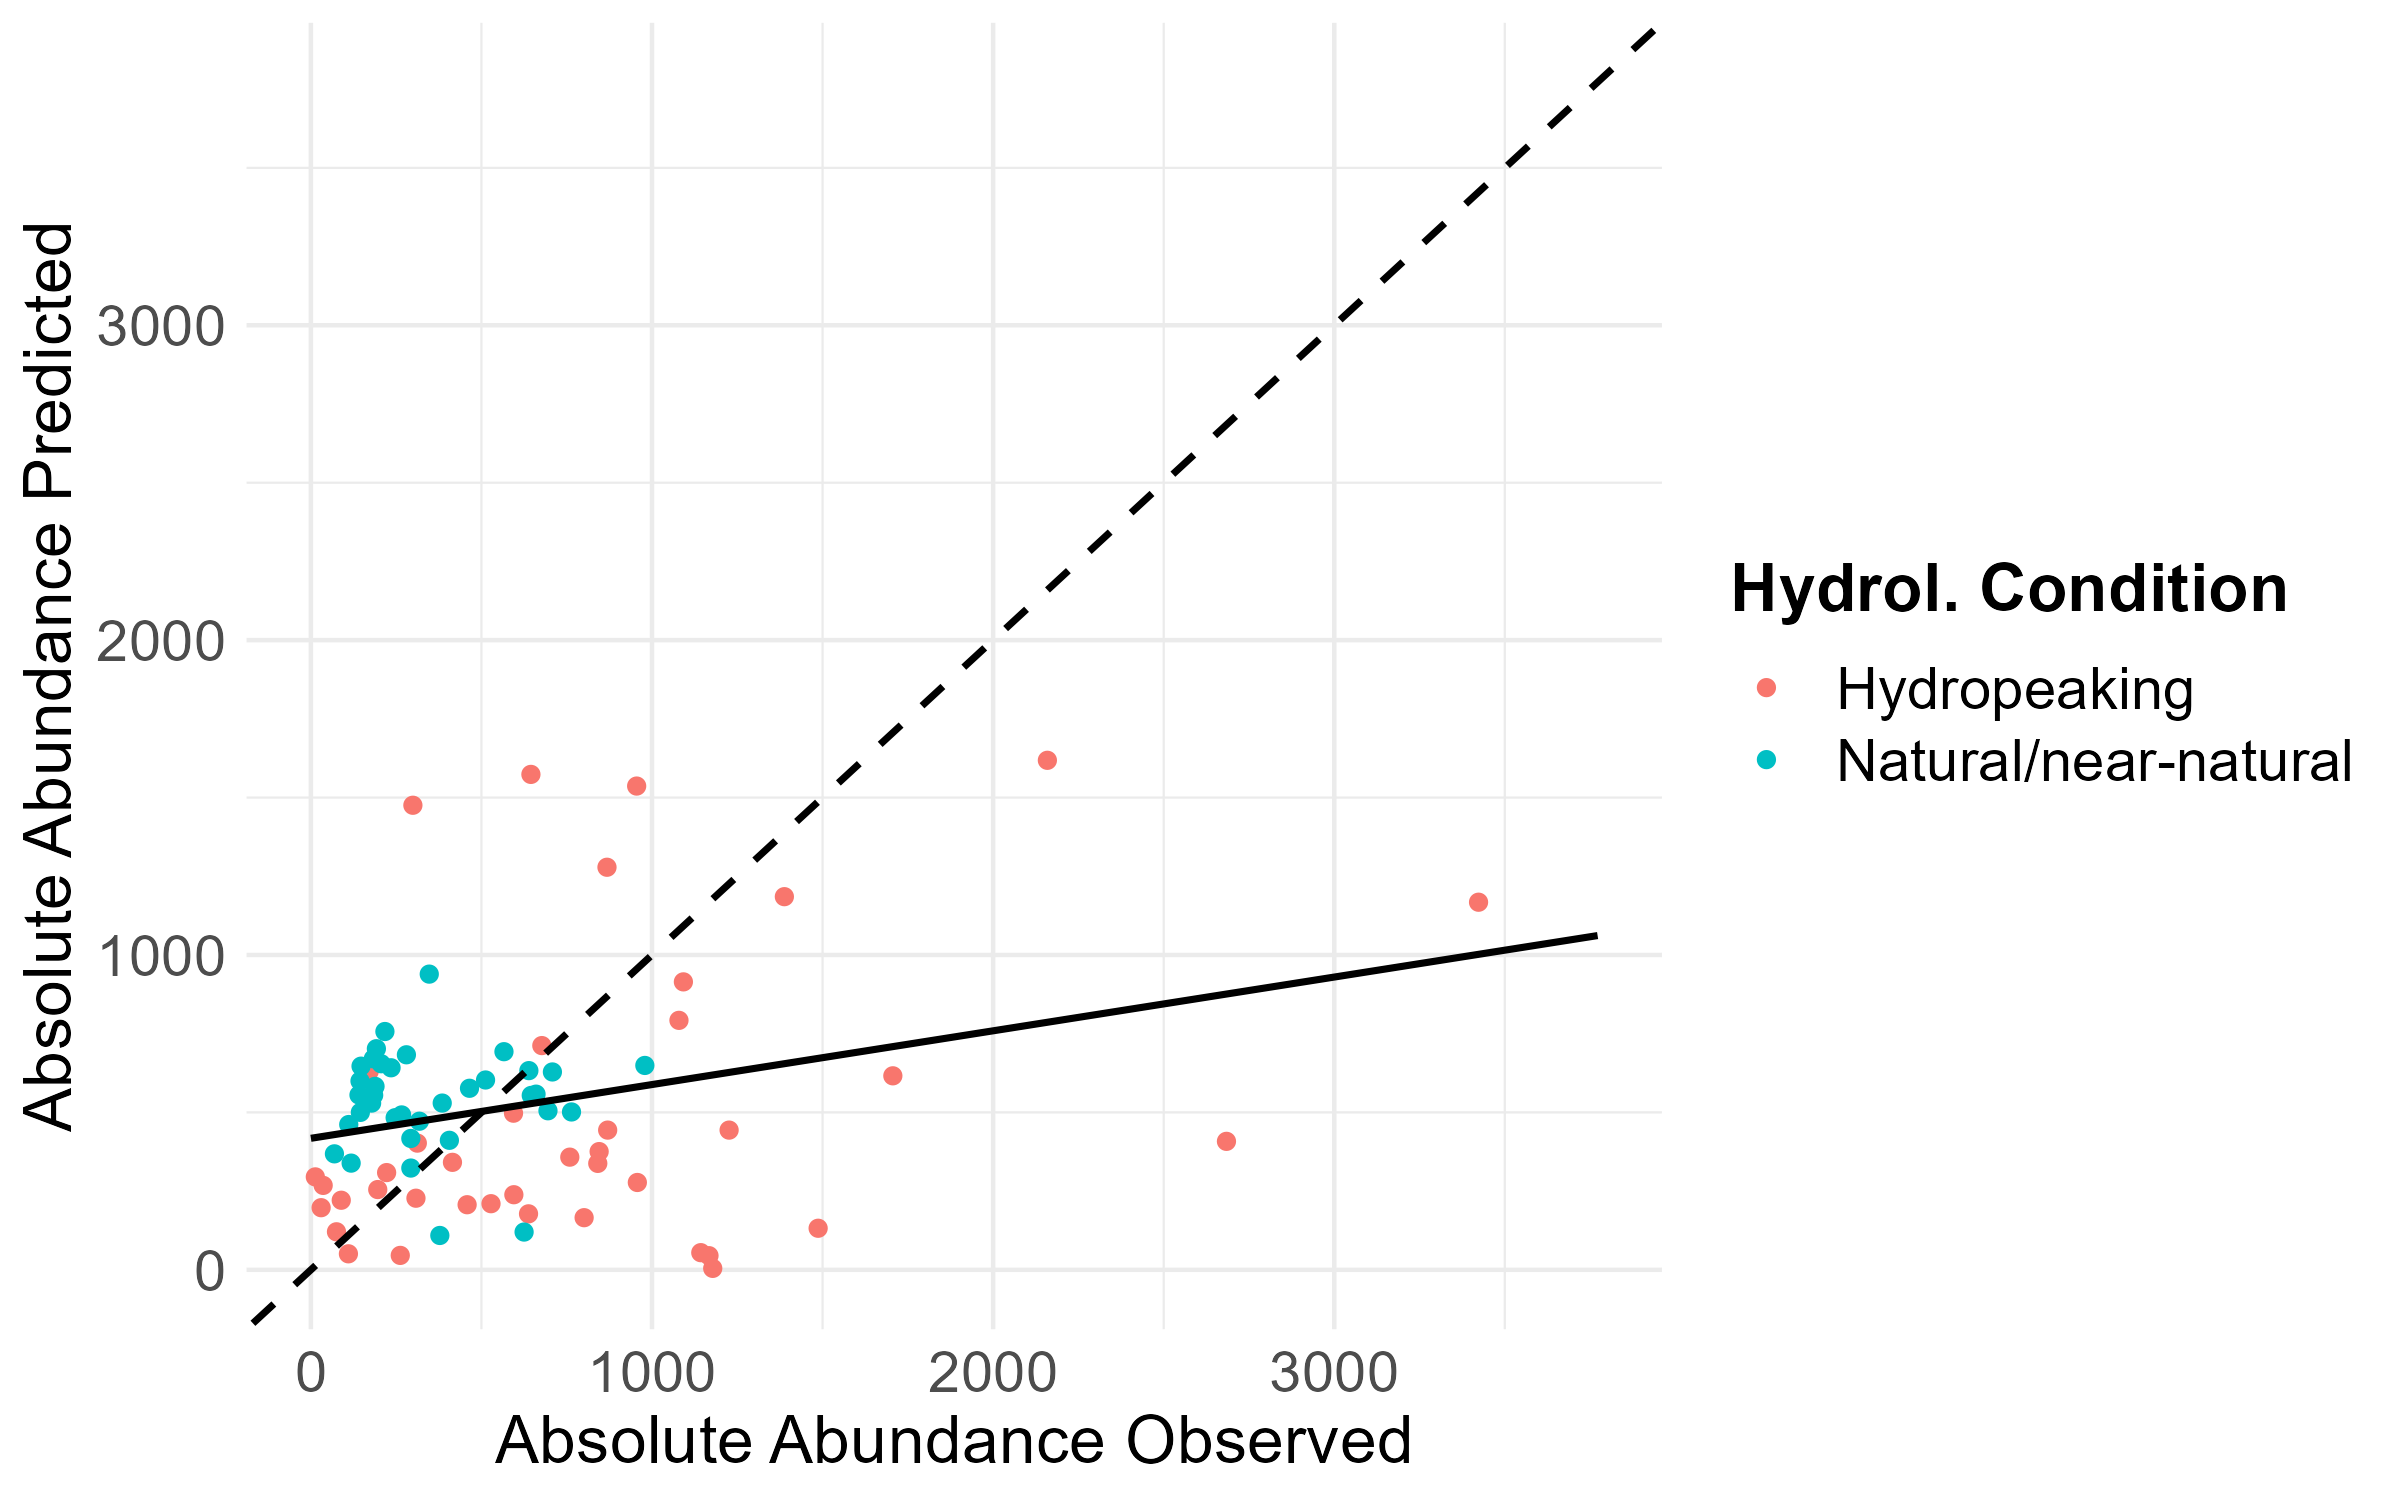 Absolute Abundance Predicted
3000
2000
1000
0
0 1000 2000 3000
Absolute Abundance Observed
Hydrol. Condition
Hydropeaking
Natural/near-natural